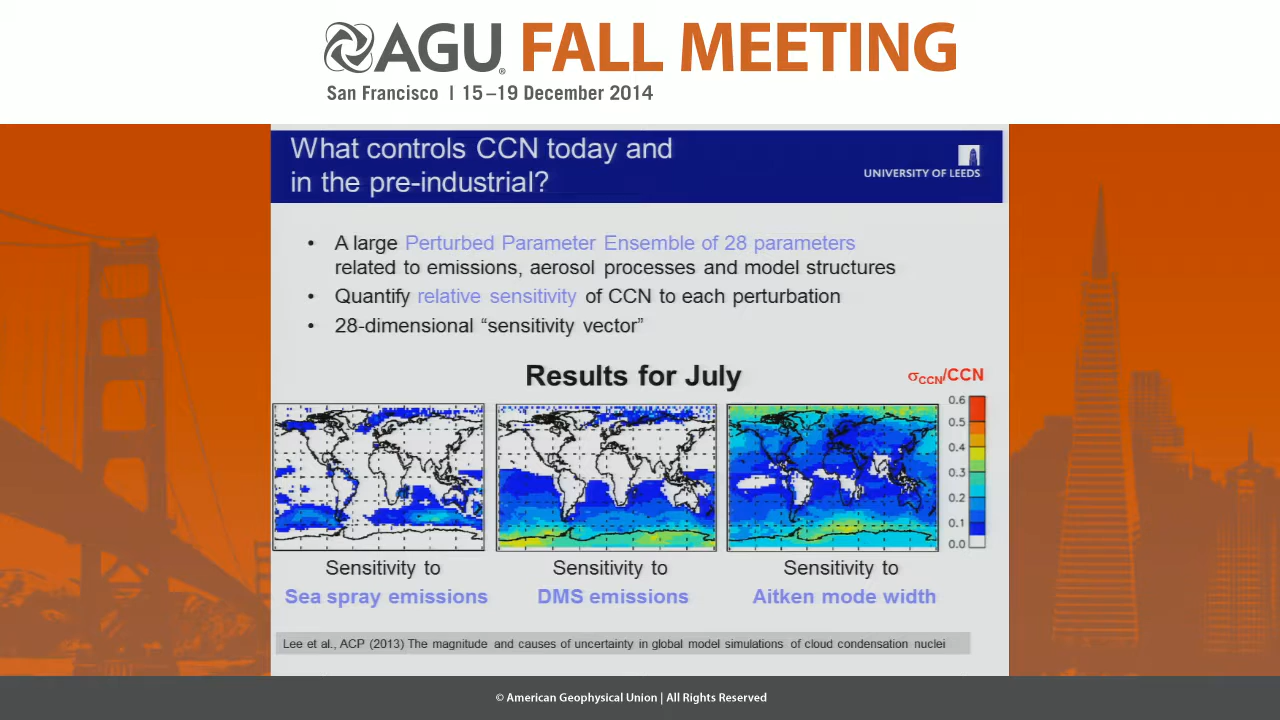 AGU FALL MEETING
San Francisco | 15–19 December 2014
What controls CCN today and
in the pre-industrial?
UNIVERSITY OF LEEDS
• A large Perturbed Parameter Ensemble of 28 parameters
related to emissions, aerosol processes and model structures
• Quantify relative sensitivity of CCN to each perturbation
• 28-dimensional “sensitivity vector”
Results for July
σCCN/CCN
0.6
0.5
0.4
0.3
0.2
0.1
0.0
Sensitivity to
Sea spray emissions
Sensitivity to
DMS emissions
Sensitivity to
Aitken mode width
Lee et al., ACP (2013) The magnitude and causes of uncertainty in global model simulations of cloud condensation nuclei
© American Geophysical Union | All Rights Reserved